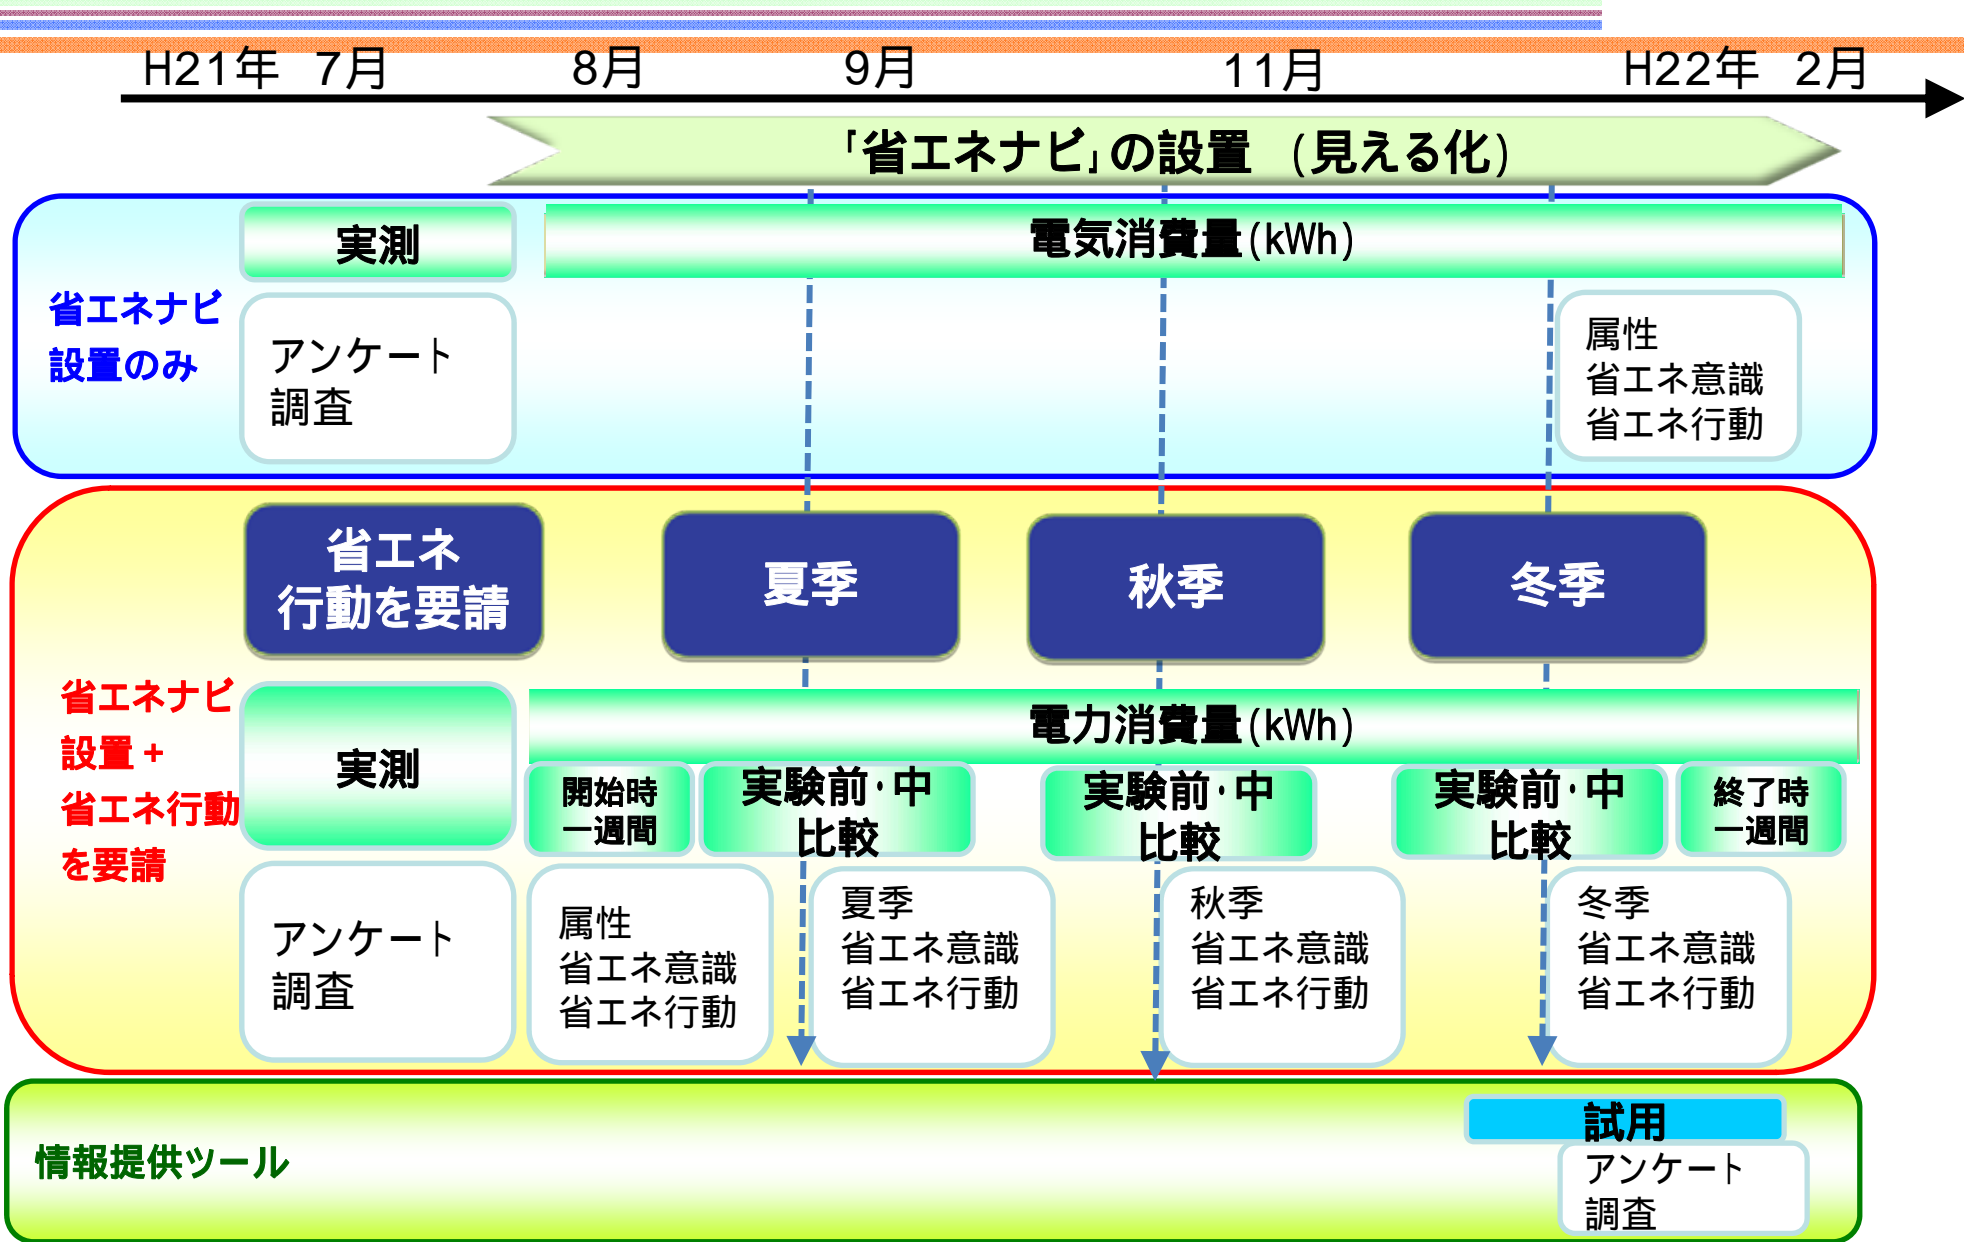 H21年 7月 8月 9月 11月 H22年 2月
「省エネナビ」の設置 (見える化)
実測
電気消費量(kWh)
省エネナビ
設置のみ
アンケート
調査
属性
省エネ意識
省エネ行動
省エネ
行動を要請
夏季
秋季
冬季
省エネナビ
設置+
省エネ行動
を要請
実測
電力消費量(kWh)
開始時
一週間
実験前・中
比較
実験前・中
比較
実験前・中
比較
終了時
一週間
アンケート
調査
属性
省エネ意識
省エネ行動
夏季
省エネ意識
省エネ行動
秋季
省エネ意識
省エネ行動
冬季
省エネ意識
省エネ行動
情報提供ツール
試用
アンケート
調査